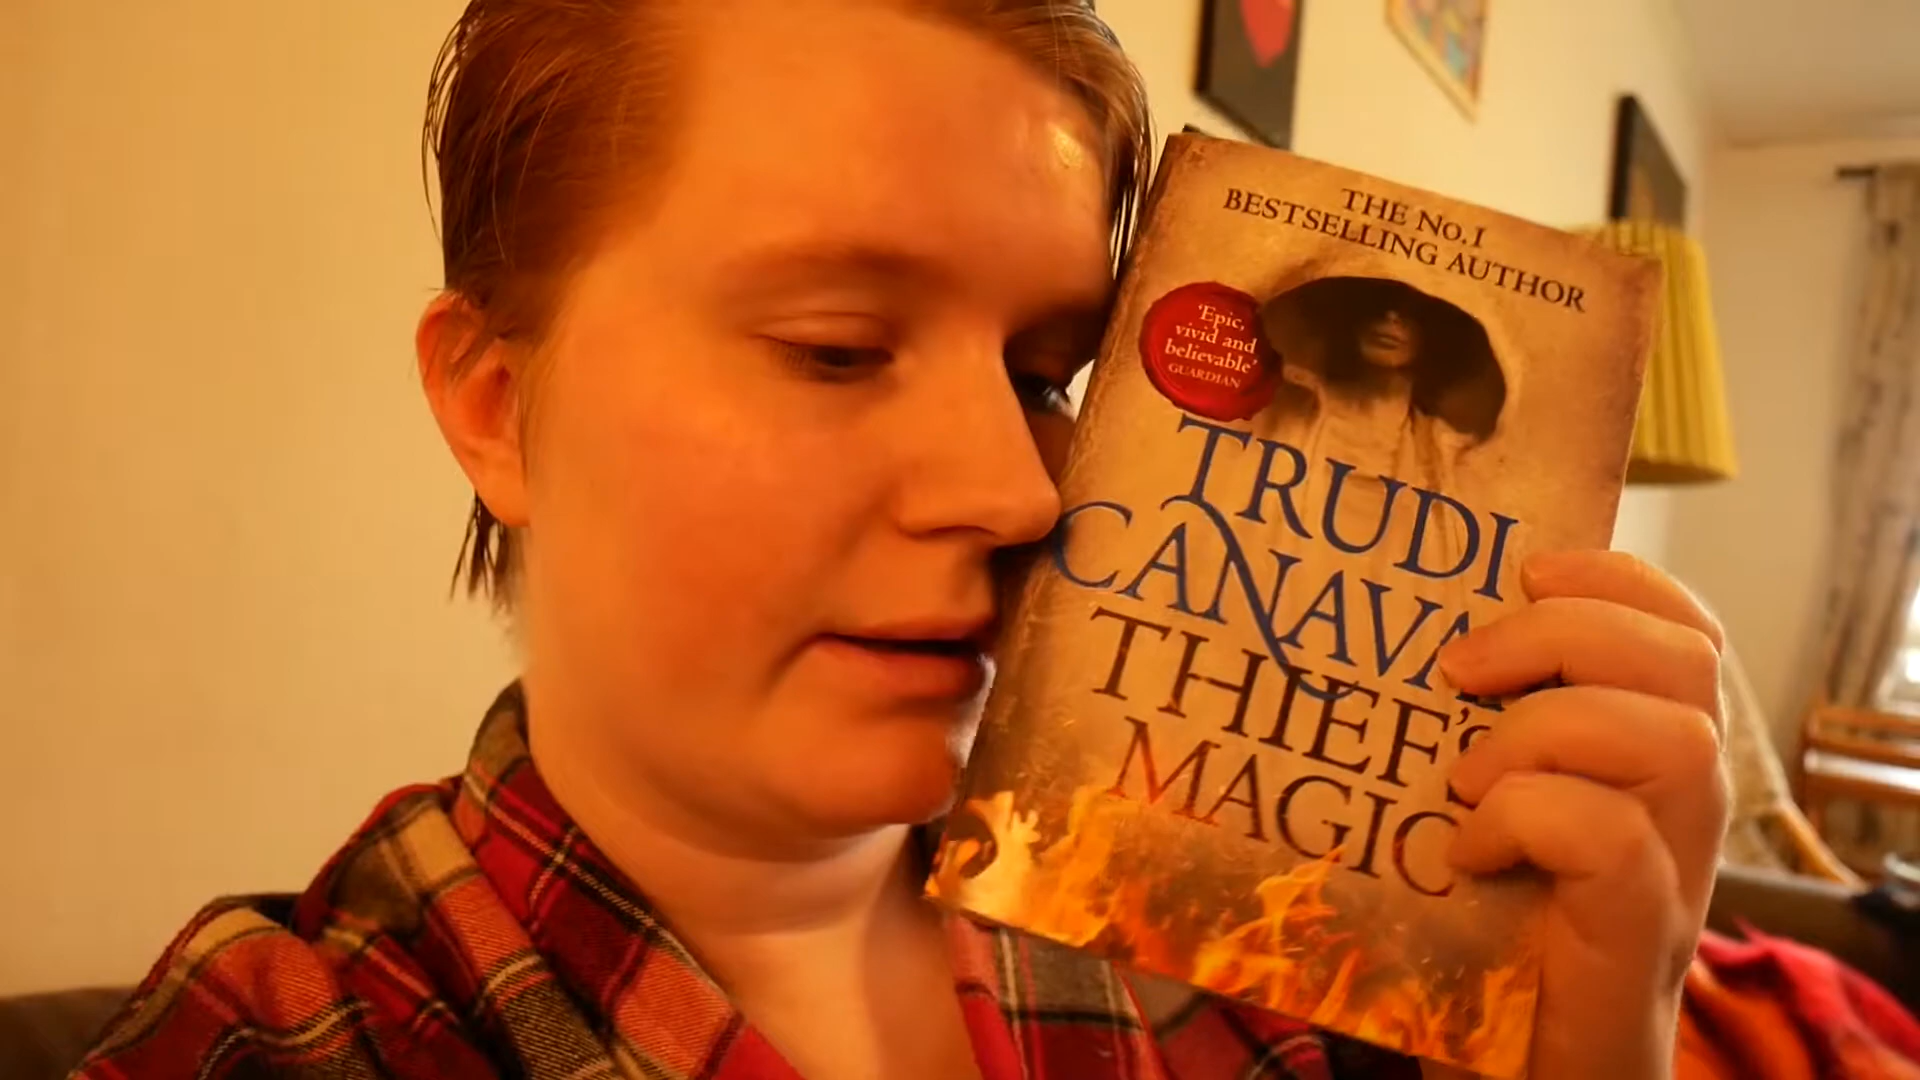 THE No.1
BESTSELLING AUTHOR
'Epic,
vivid and
believable'
GUARDIAN
TRUDI
CANAVA
THIEF'S
MAGIC